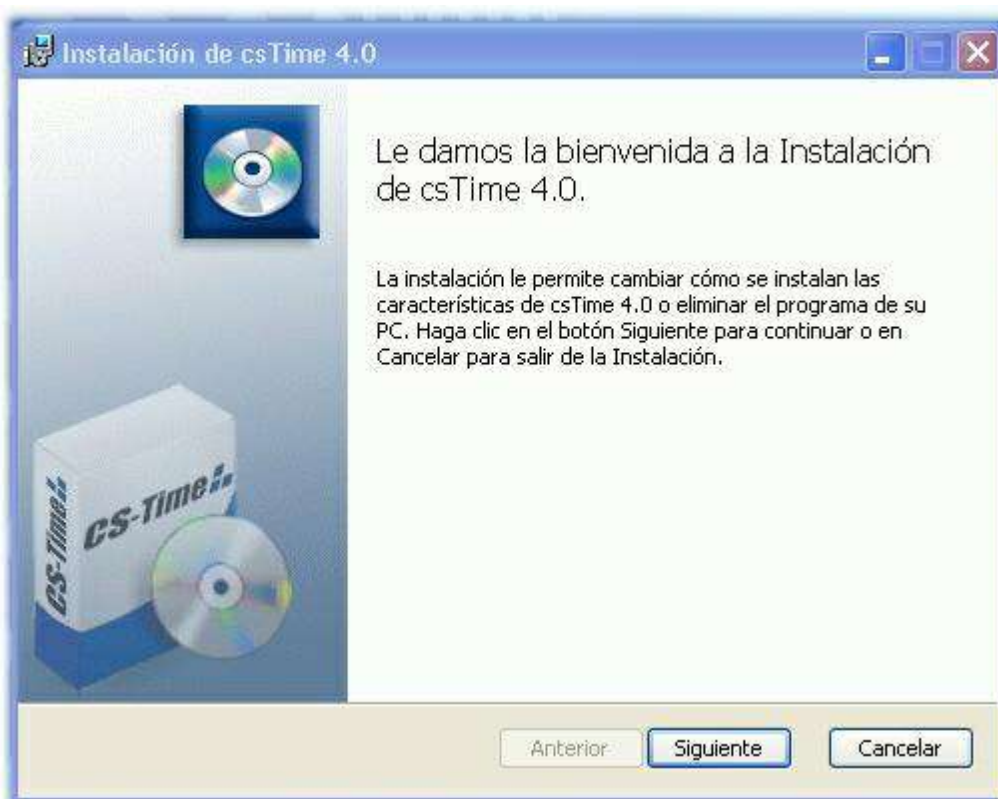 Instalación de csTime 4.0
Le damos la bienvenida a la Instalación
de csTime 4.0.
La instalación le permite cambiar cómo se instalan las
características de csTime 4.0 o eliminar el programa de su
PC. Haga clic en el botón Siguiente para continuar o en
Cancelar para salir de la Instalación.
CS-Time
CS-Time
Anterior
Siguiente
Cancelar